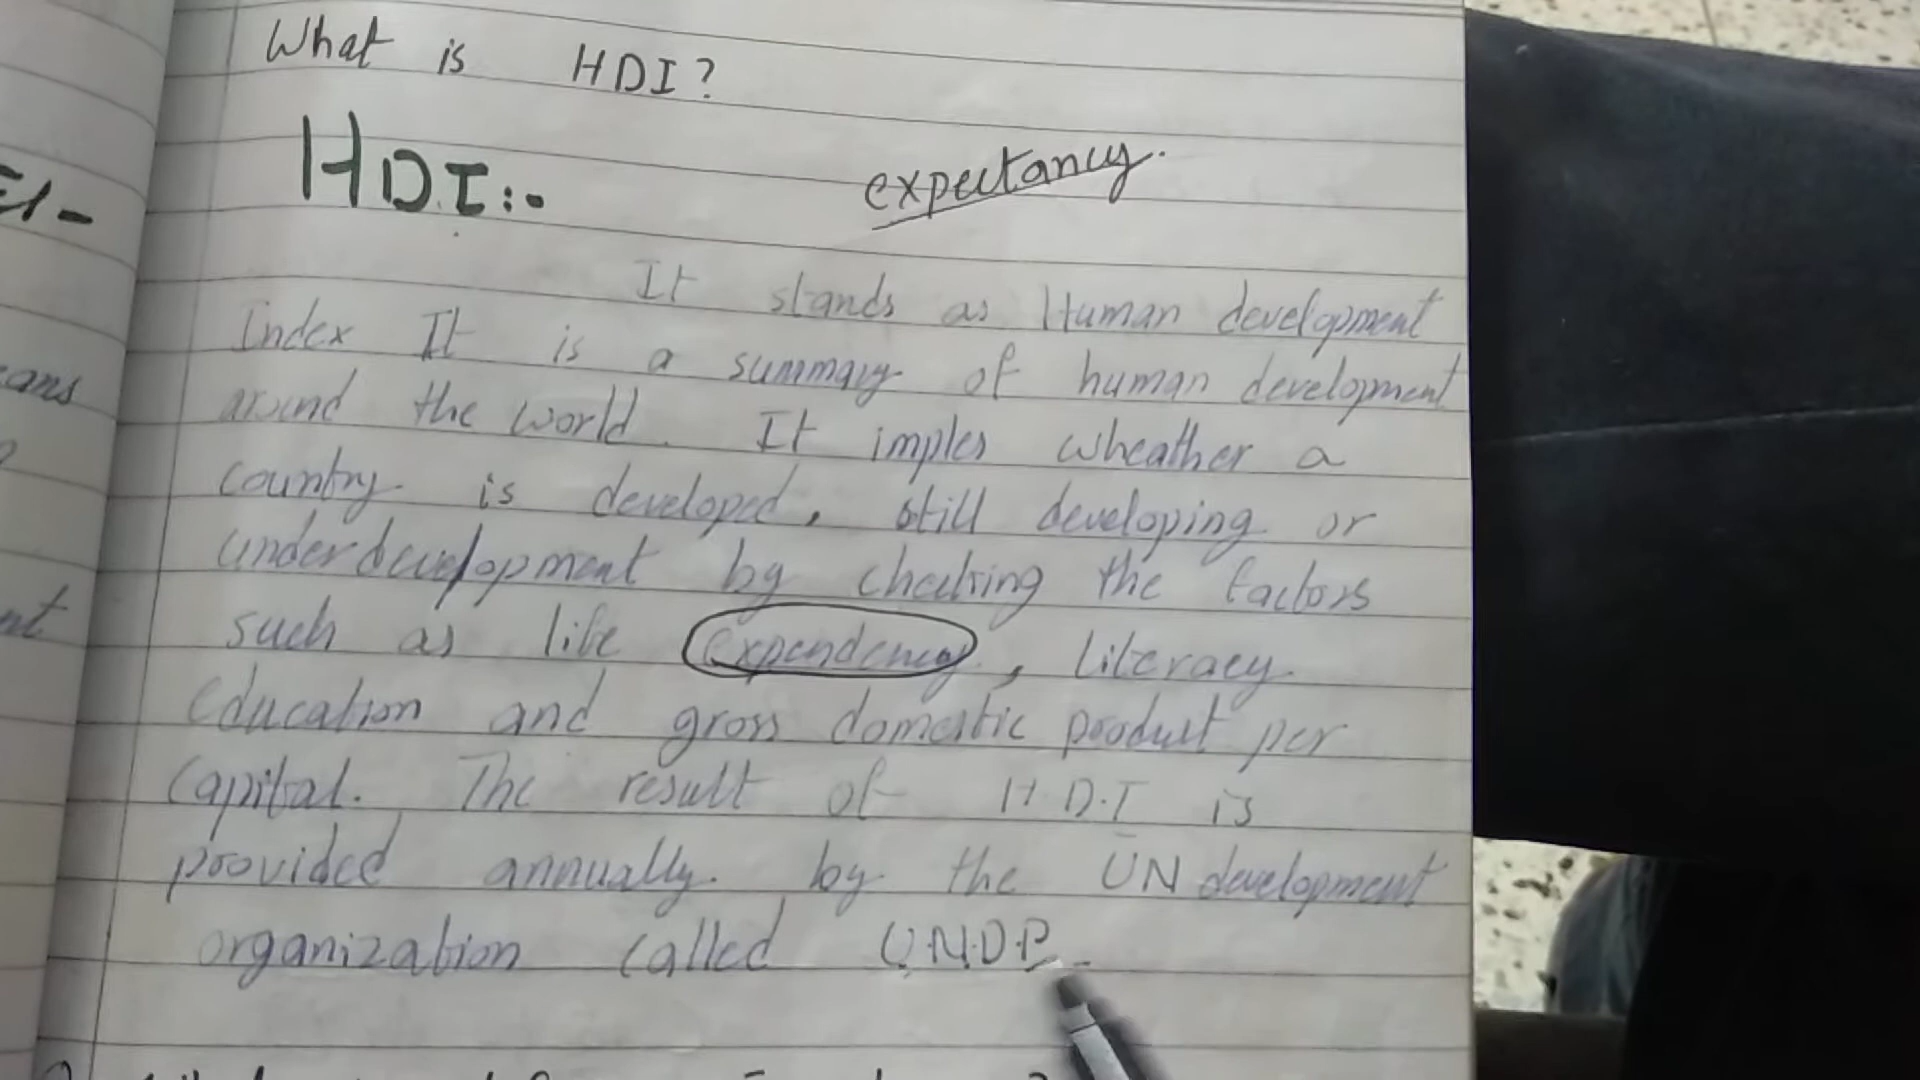 What is HDI?
HDI:-
expectancy.
It stands as Human development
Index It is a summary of human development
around the world. It imples wheather a
country is developed, still developing or
underdevelopment by checking the factors
such as life expendency, literacy
education and gross domestic product per
capital. The result of H.D.I is
provided annually by the UN development
organization called U.N.D.P.
ans
nt